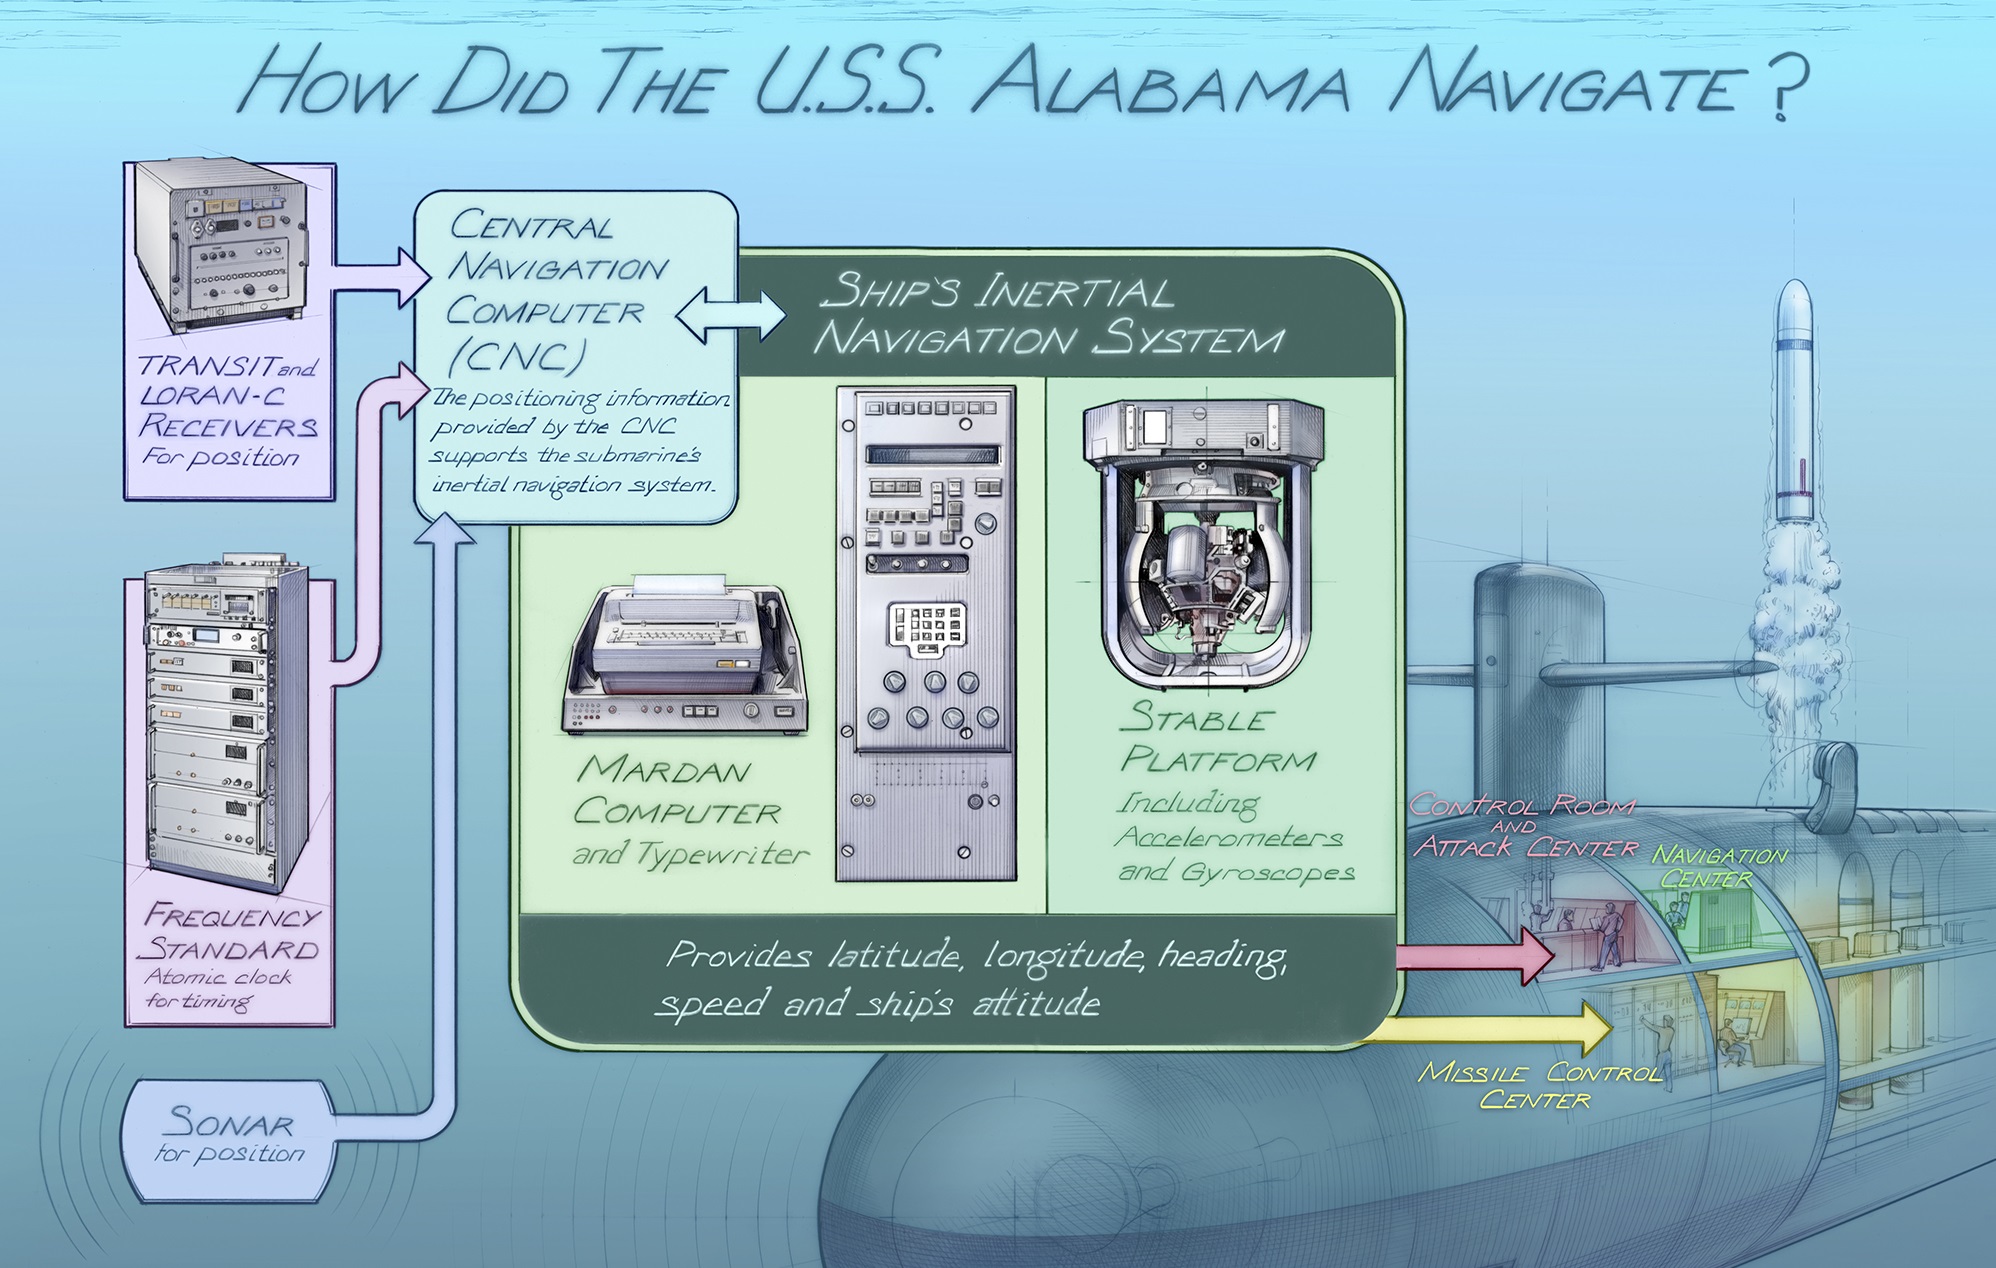 HOW DID THE U.S.S. ALABAMA NAVIGATE?
TRANSIT and
LORAN-C
RECEIVERS
For position
CENTRAL
NAVIGATION
COMPUTER
(CNC)
The positioning information
provided by the CNC
supports the submarine's
inertial navigation system.
SHIP'S INERTIAL
NAVIGATION SYSTEM
MARDAN
COMPUTER
and Typewriter
STABLE
PLATFORM
Including
Accelerometers
and Gyroscopes
Provides latitude, longitude, heading,
speed and ship's attitude
FREQUENCY
STANDARD
Atomic clock
for timing
SONAR
for position
CONTROL ROOM
AND
ATTACK CENTER
NAVIGATION
CENTER
MISSILE CONTROL
CENTER